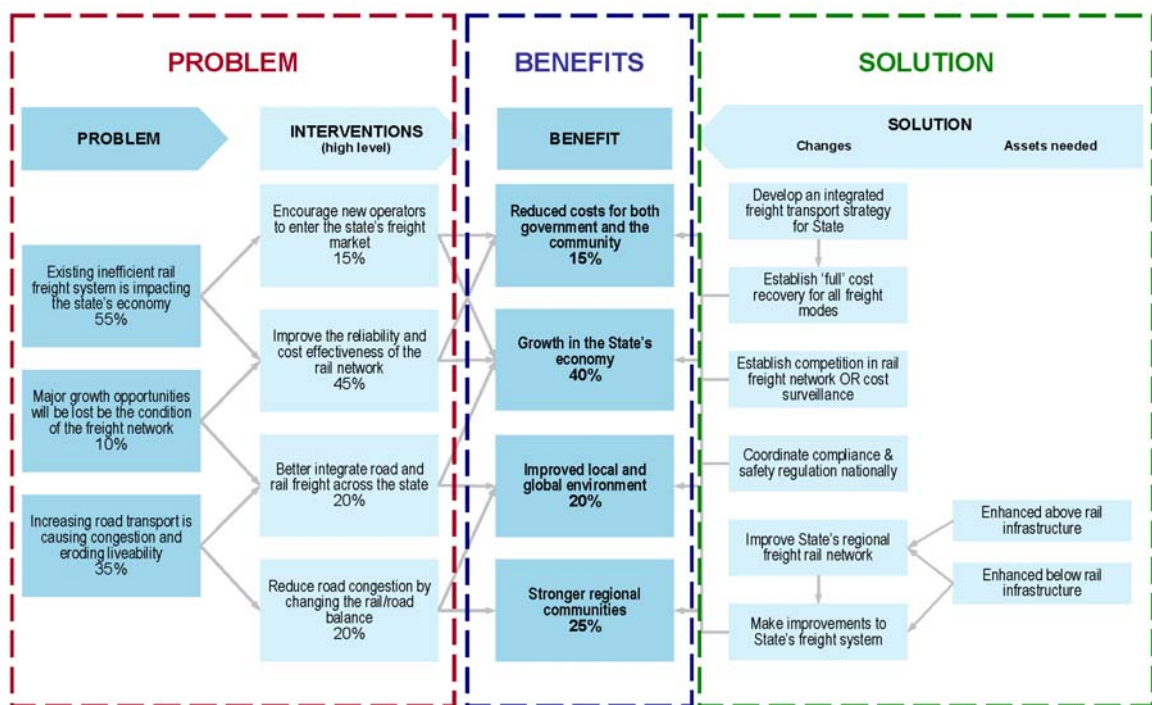 PROBLEM
BENEFITS
SOLUTION
PROBLEM
INTERVENTIONS
(high level)
BENEFIT
SOLUTION
Changes
Assets needed
Existing inefficient rail
freight system is impacting
the state's economy
55%
Major growth opportunities
will be lost be the condition
of the freight network
10%
Increasing road transport is
causing congestion and
eroding liveability
35%
Encourage new operators
to enter the state's freight
market
15%
Improve the reliability and
cost effectiveness of the
rail network
45%
Better integrate road and
rail freight across the state
20%
Reduce road congestion by
changing the rail/road
balance
20%
Reduced costs for both
government and the
community
15%
Growth in the State's
economy
40%
Improved local and
global environment
20%
Stronger regional
communities
25%
Develop an integrated
freight transport strategy
for State
Establish 'full' cost
recovery for all freight
modes
Establish competition in rail
freight network OR cost
surveillance
Coordinate compliance &
safety regulation nationally
Improve State's regional
freight rail network
Make improvements to
State's freight system
Enhanced above rail
infrastructure
Enhanced below rail
infrastructure